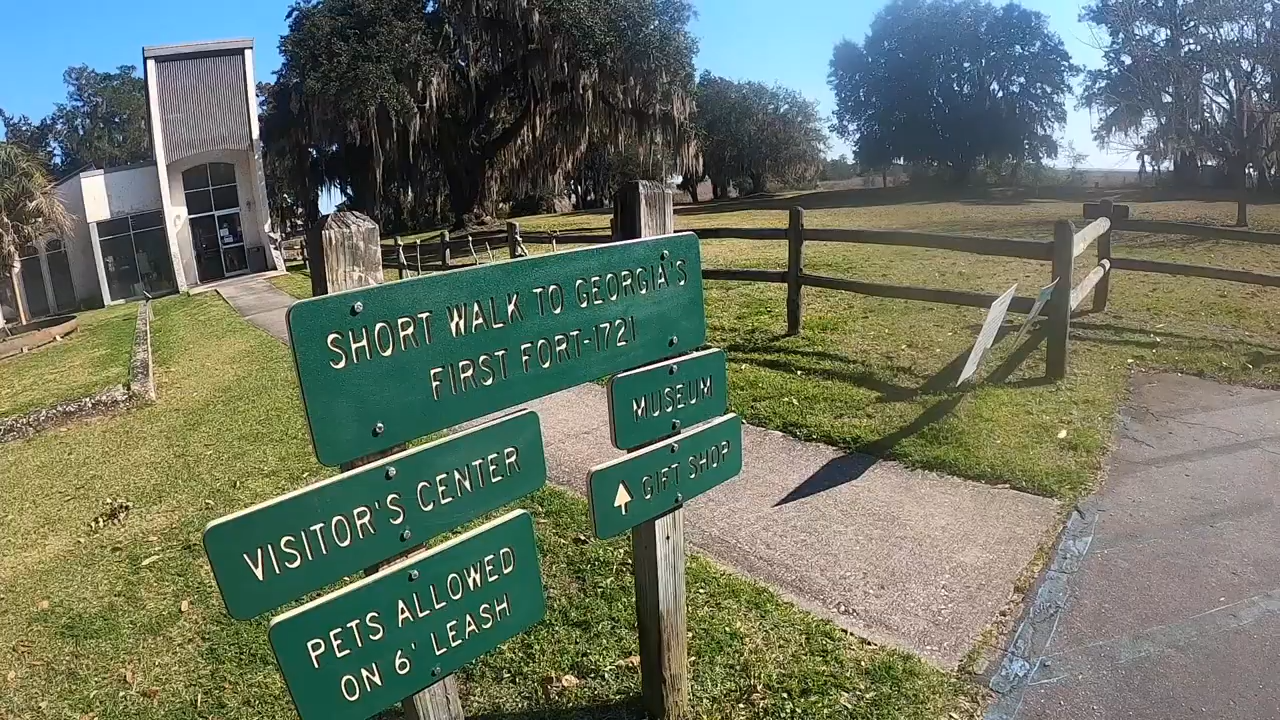 SHORT WALK TO GEORGIA'S
FIRST FORT-1721
MUSEUM
GIFT SHOP
VISITOR'S CENTER
PETS ALLOWED
ON 6' LEASH